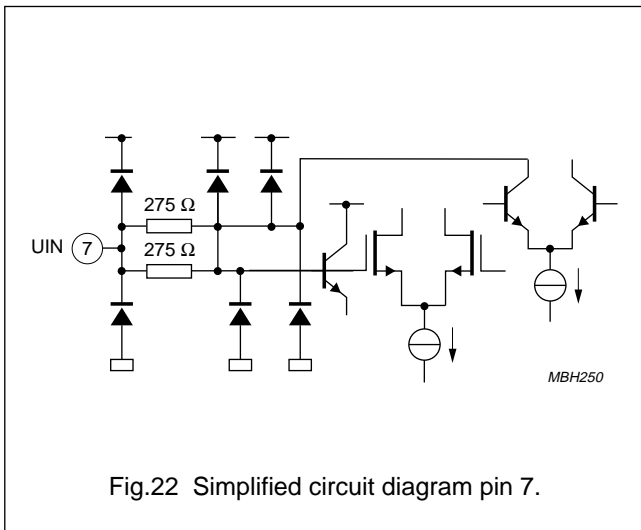 275 Ω
UIN 7
275 Ω
MBH250
Fig.22 Simplified circuit diagram pin 7.